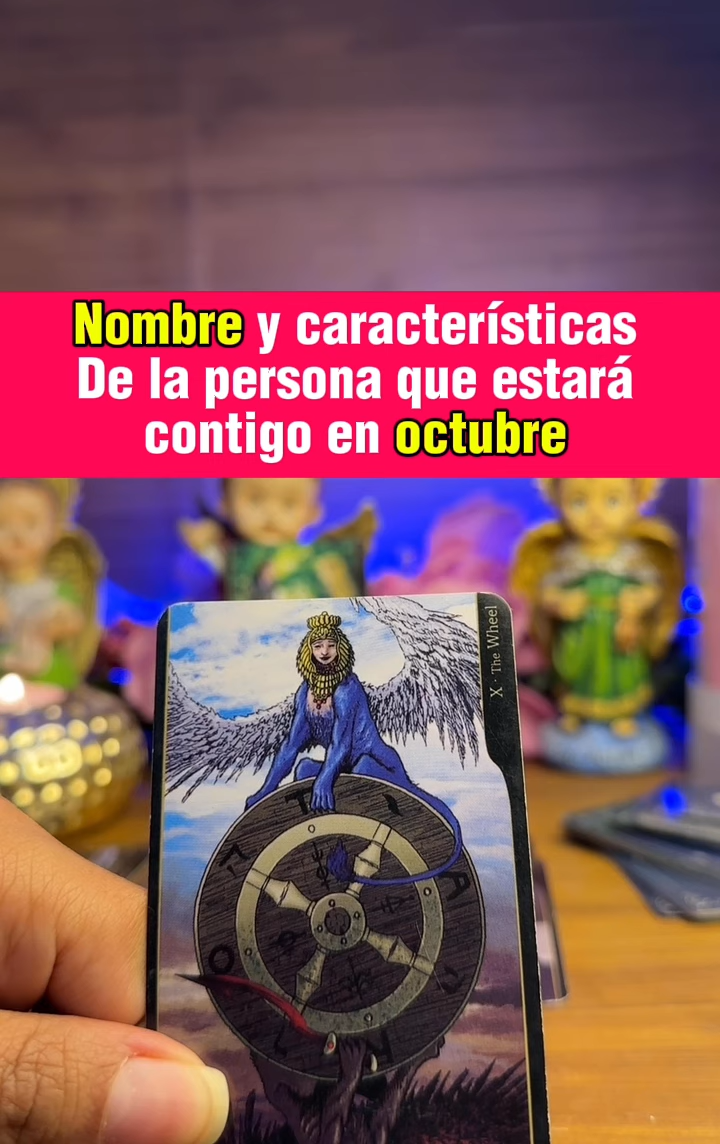 Nombre y características
De la persona que estará
contigo en octubre
X · The Wheel